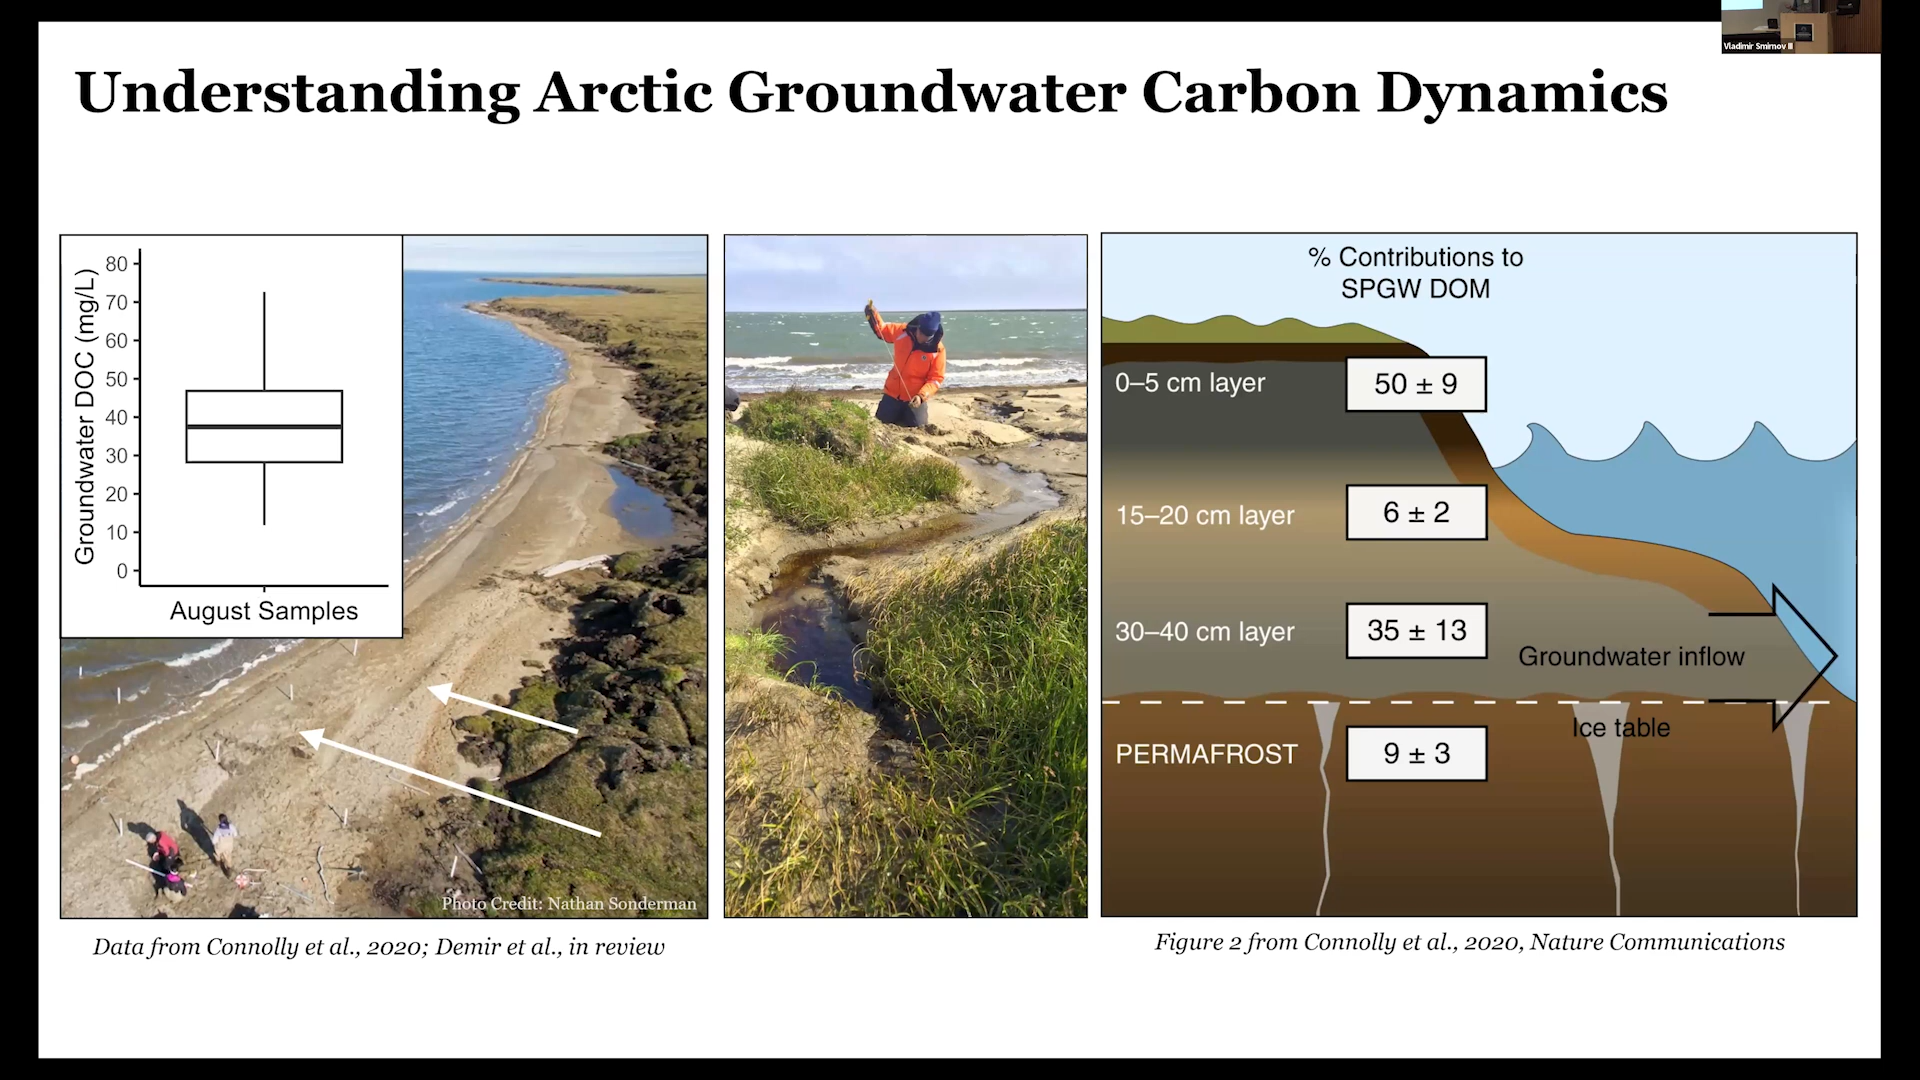 Vladimir Smirnov III
Understanding Arctic Groundwater Carbon Dynamics
Groundwater DOC (mg/L)
80
70
60
50
40
30
20
10
0
August Samples
Photo Credit: Nathan Sonderman
Data from Connolly et al., 2020; Demir et al., in review
% Contributions to
SPGW DOM
0–5 cm layer
50 ± 9
15–20 cm layer
6 ± 2
30–40 cm layer
35 ± 13
Groundwater inflow
Ice table
PERMAFROST
9 ± 3
Figure 2 from Connolly et al., 2020, Nature Communications